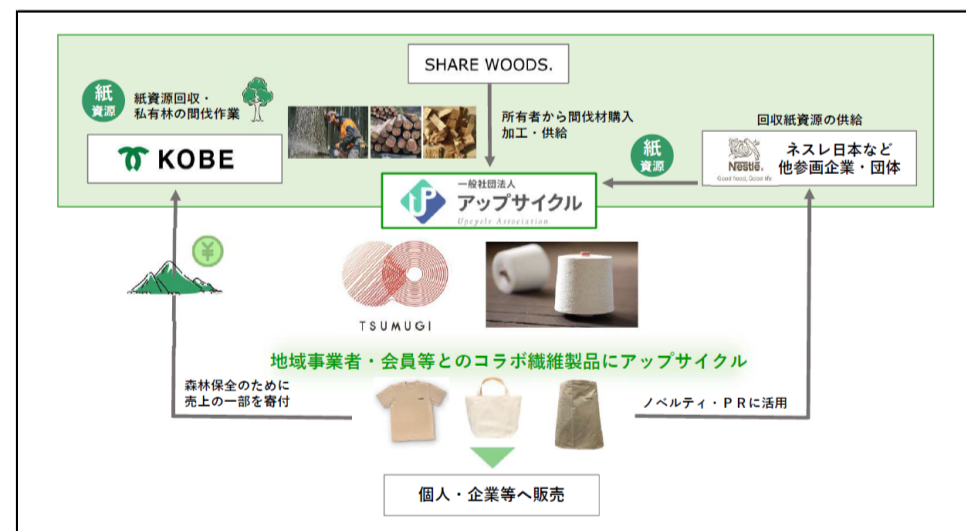 SHARE WOODS.
紙
資源
紙資源回収・
私有林の間伐作業
KOBE
所有者から間伐材購入
加工・供給
紙
資源
回収紙資源の供給
Nestlé.
Good food, Good life
ネスレ日本など
他参画企業・団体
UP
一般社団法人
アップサイクル
Upcycle Association
¥
TSUMUGI
地域事業者・会員等とのコラボ繊維製品にアップサイクル
森林保全のために
売上の一部を寄付
ノベルティ・ＰＲに活用
個人・企業等へ販売